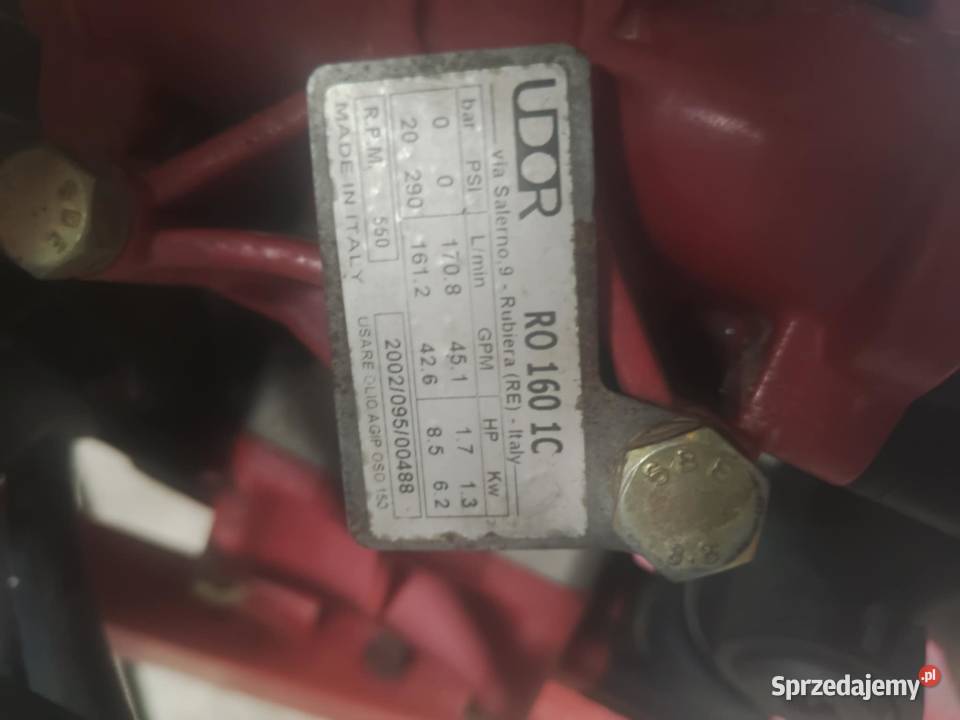 UDOR RO 160 1C
via Salerno,9 - Rubiera (RE) - Italy
bar PSI L/min GPM HP Kw
0 0 170.8 45.1 1.7 1.3
20 290 161.2 42.6 8.5 6.2
R.P.M. 550 2002/095/00488
MADE IN ITALY USARE OLIO AGIP OSO 150
8.8
Sprzedajemy.pl